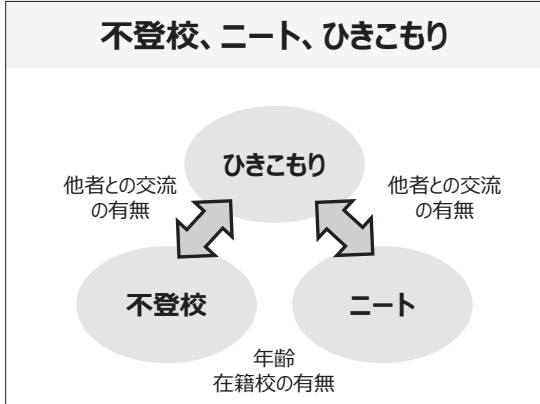 不登校、ニート、ひきこもり
ひきこもり
他者との交流
の有無
他者との交流
の有無
不登校
ニート
年齢
在籍校の有無